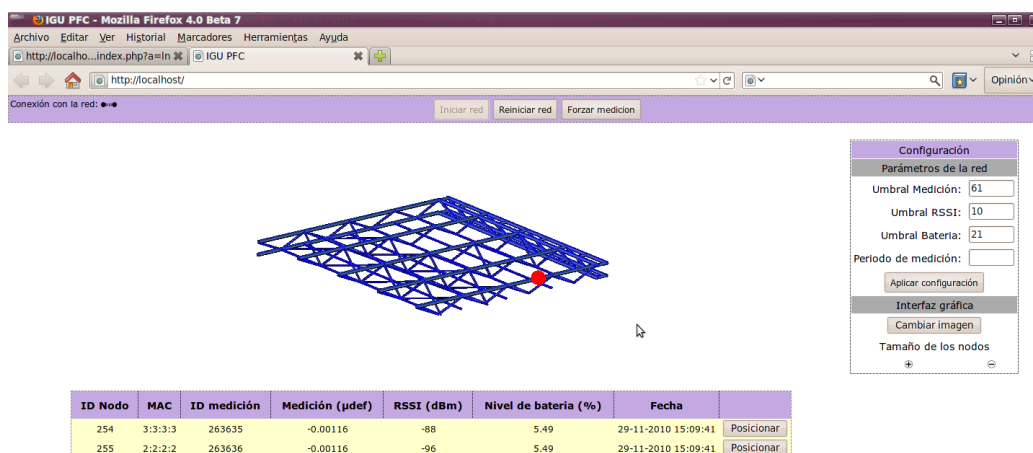 IGU PFC - Mozilla Firefox 4.0 Beta 7
Archivo Editar Ver Historial Marcadores Herramientas Ayuda
http://localho...index.php?a=In IGU PFC
http://localhost/ Opinión
Conexión con la red: Iniciar red Reiniciar red Forzar medicion
Configuración
Parámetros de la red
Umbral Medición: 61
Umbral RSSI: 10
Umbral Bateria: 21
Periodo de medición:
Aplicar configuración
Interfaz gráfica
Cambiar imagen
Tamaño de los nodos
ID Nodo MAC ID medición Medición (µdef) RSSI (dBm) Nivel de bateria (%) Fecha
254 3:3:3:3 263635 -0.00116 -88 5.49 29-11-2010 15:09:41 Posicionar
255 2:2:2:2 263636 -0.00116 -96 5.49 29-11-2010 15:09:41 Posicionar